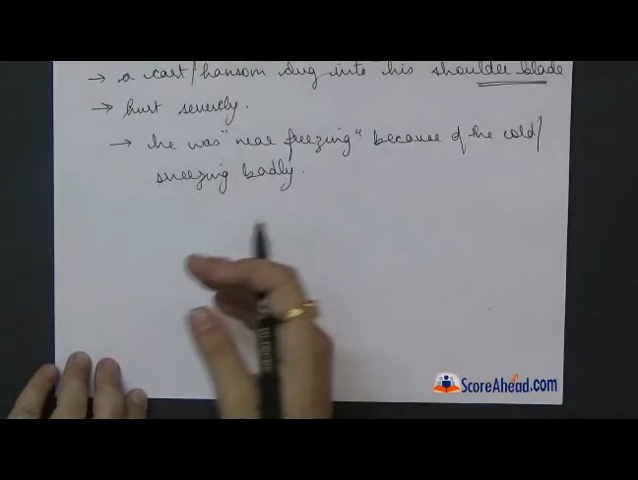 → a cart/hansom dug into his shoulder blade
→ hurt severely.
→ he was "near freezing" because of the cold/
sneezing badly.
ScoreAhead.com